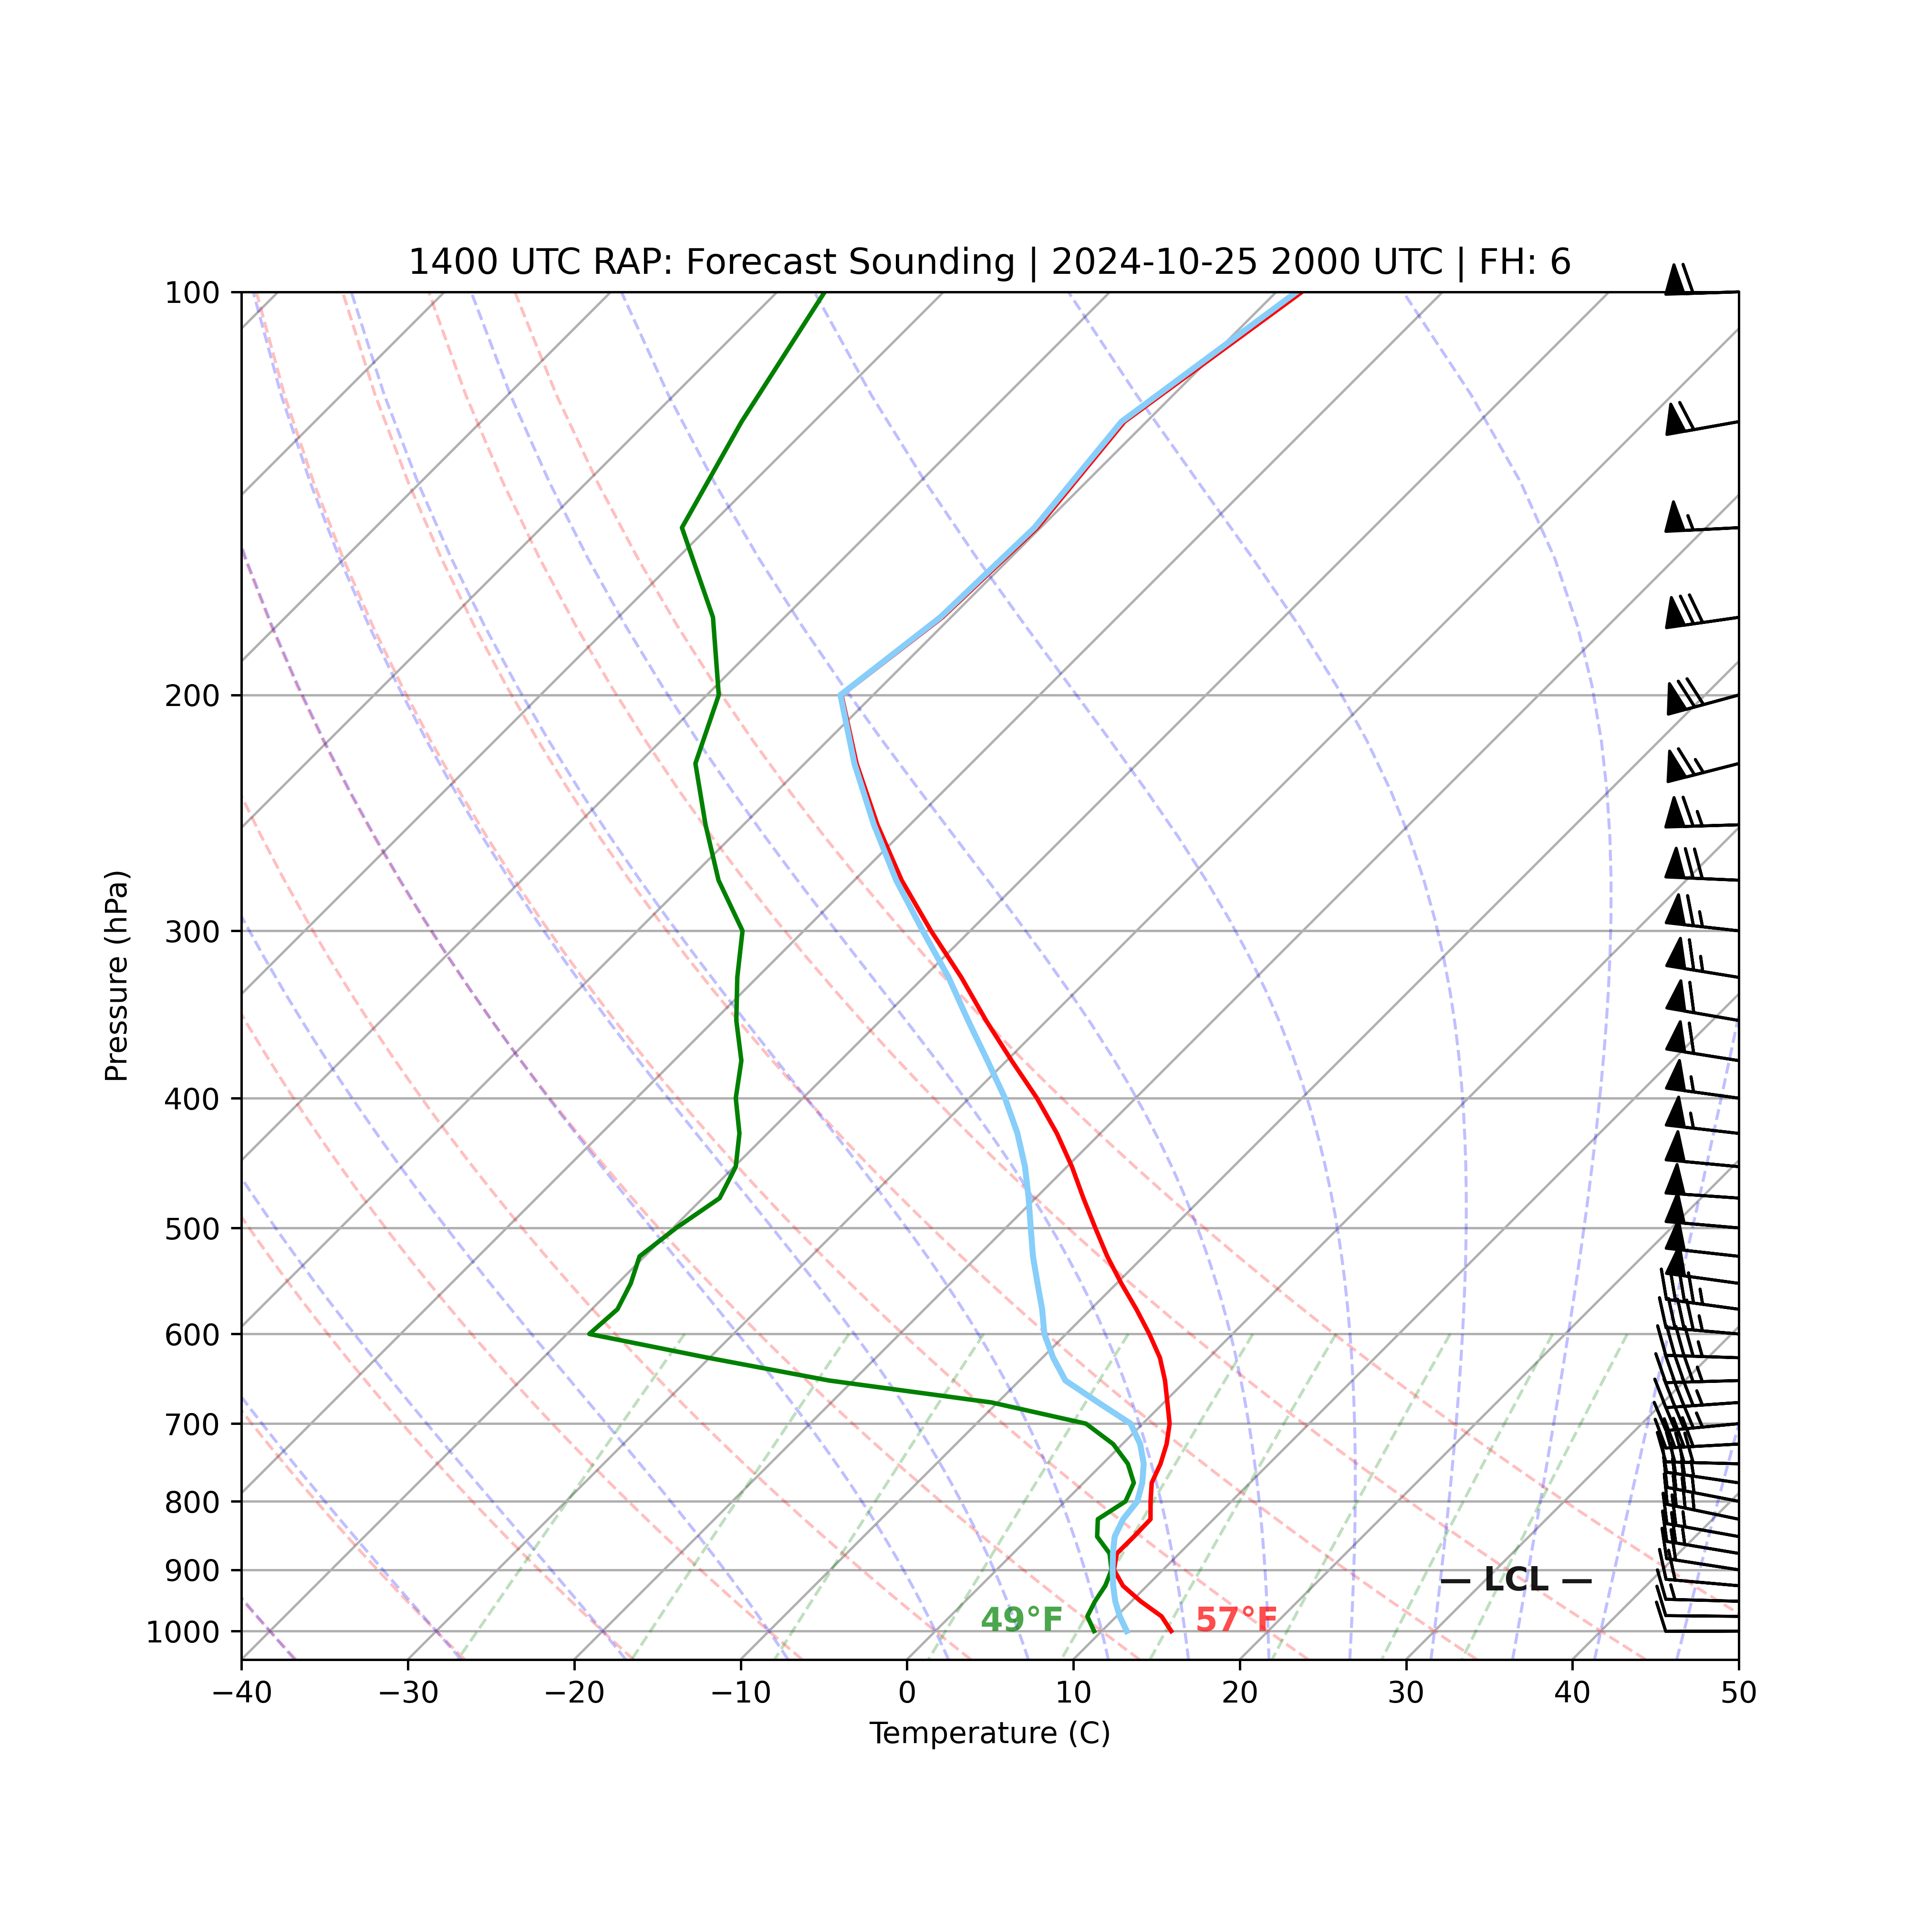 1400 UTC RAP: Forecast Sounding | 2024-10-25 2000 UTC | FH: 6
100
200
300
400
500
600
700
800
900
1000
Pressure (hPa)
— LCL —
49°F
57°F
−40 −30 −20 −10 0 10 20 30 40 50
Temperature (C)